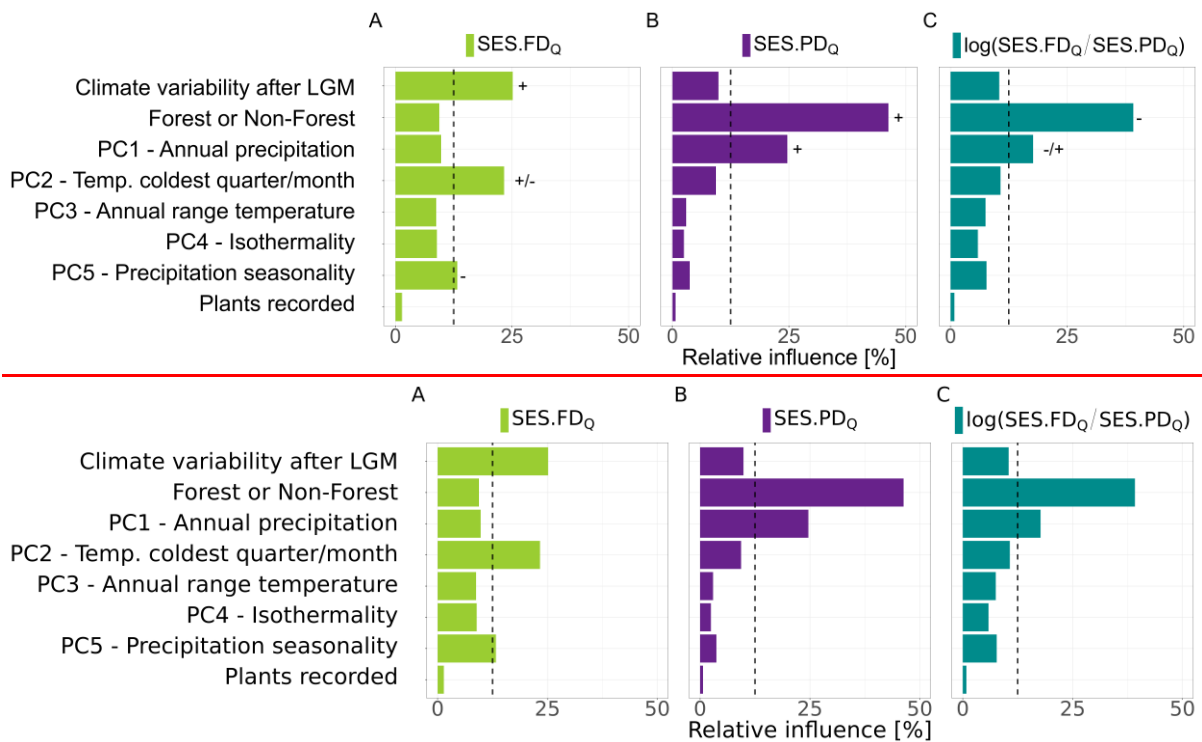 A B C
SES.FDQ SES.PDQ log(SES.FDQ/SES.PDQ)
Climate variability after LGM +
Forest or Non-Forest + -
PC1 - Annual precipitation + -/+
PC2 - Temp. coldest quarter/month +/-
PC3 - Annual range temperature
PC4 - Isothermality
PC5 - Precipitation seasonality -
Plants recorded
0 25 50 0 25 50 0 25 50
Relative influence [%]
A B C
SES.FDQ SES.PDQ log(SES.FDQ/SES.PDQ)
Climate variability after LGM
Forest or Non-Forest
PC1 - Annual precipitation
PC2 - Temp. coldest quarter/month
PC3 - Annual range temperature
PC4 - Isothermality
PC5 - Precipitation seasonality
Plants recorded
0 25 50 0 25 50 0 25 50
Relative influence [%]